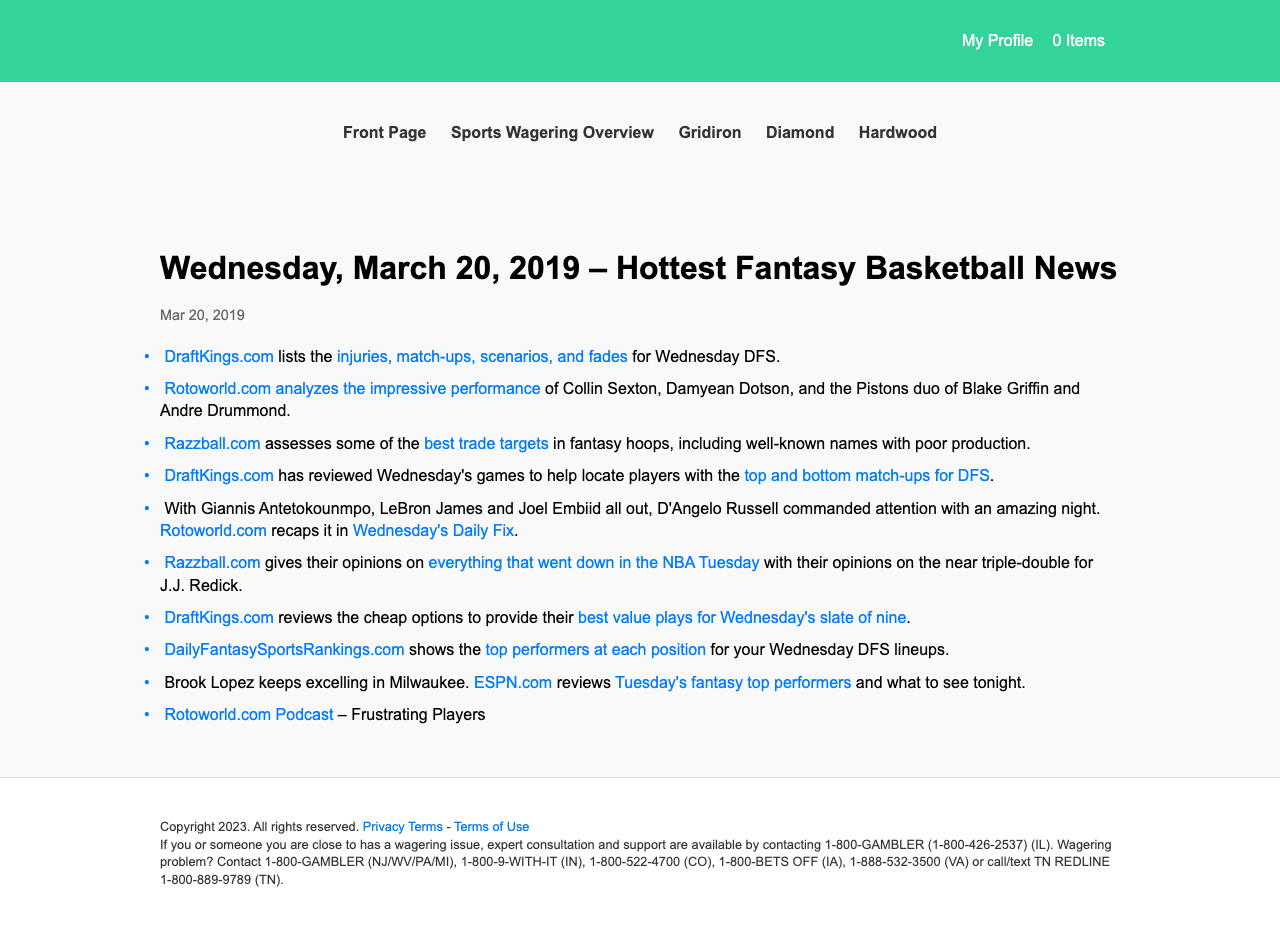 My Profile 0 Items
Front Page Sports Wagering Overview Gridiron Diamond Hardwood
Wednesday, March 20, 2019 – Hottest Fantasy Basketball News
Mar 20, 2019
• DraftKings.com lists the injuries, match-ups, scenarios, and fades for Wednesday DFS.
• Rotoworld.com analyzes the impressive performance of Collin Sexton, Damyean Dotson, and the Pistons duo of Blake Griffin and
Andre Drummond.
• Razzball.com assesses some of the best trade targets in fantasy hoops, including well-known names with poor production.
• DraftKings.com has reviewed Wednesday's games to help locate players with the top and bottom match-ups for DFS.
• With Giannis Antetokounmpo, LeBron James and Joel Embiid all out, D'Angelo Russell commanded attention with an amazing night.
Rotoworld.com recaps it in Wednesday's Daily Fix.
• Razzball.com gives their opinions on everything that went down in the NBA Tuesday with their opinions on the near triple-double for
J.J. Redick.
• DraftKings.com reviews the cheap options to provide their best value plays for Wednesday's slate of nine.
• DailyFantasySportsRankings.com shows the top performers at each position for your Wednesday DFS lineups.
• Brook Lopez keeps excelling in Milwaukee. ESPN.com reviews Tuesday's fantasy top performers and what to see tonight.
• Rotoworld.com Podcast – Frustrating Players
Copyright 2023. All rights reserved. Privacy Terms - Terms of Use
If you or someone you are close to has a wagering issue, expert consultation and support are available by contacting 1-800-GAMBLER (1-800-426-2537) (IL). Wagering
problem? Contact 1-800-GAMBLER (NJ/WV/PA/MI), 1-800-9-WITH-IT (IN), 1-800-522-4700 (CO), 1-800-BETS OFF (IA), 1-888-532-3500 (VA) or call/text TN REDLINE
1-800-889-9789 (TN).